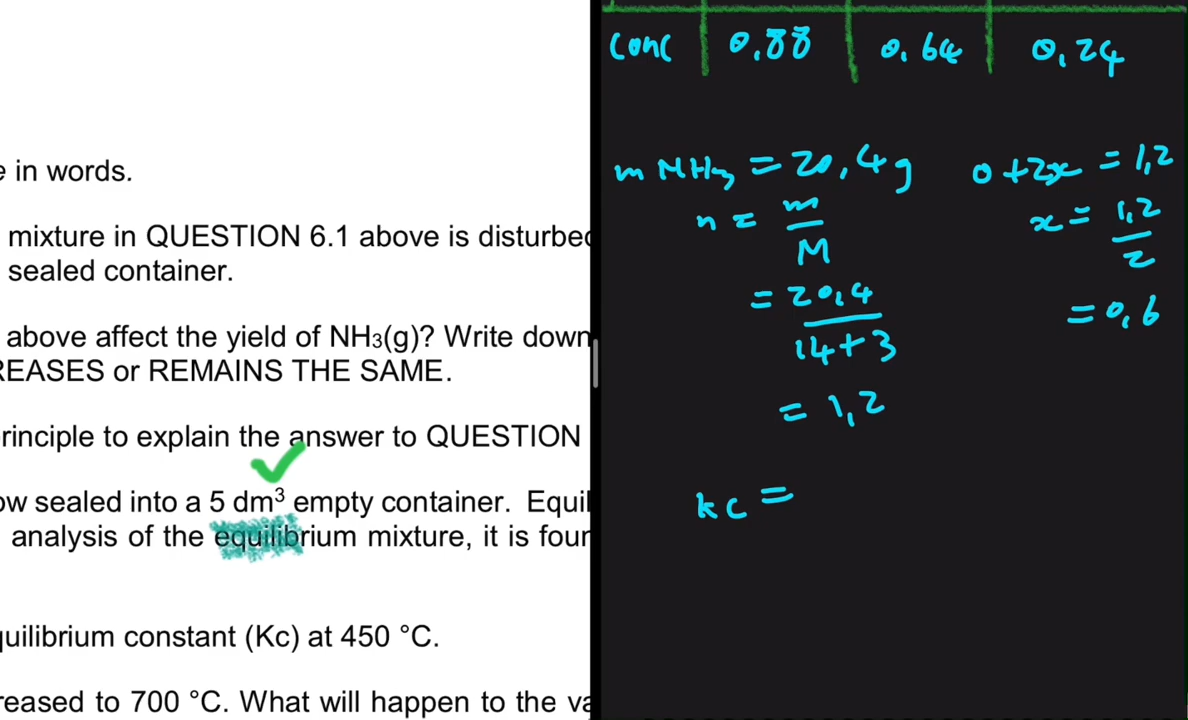 e in words.
mixture in QUESTION 6.1 above is disturbed
sealed container.
above affect the yield of NH₃(g)? Write down
REASES or REMAINS THE SAME.
principle to explain the answer to QUESTION
ow sealed into a 5 dm³ empty container. Equil
analysis of the equilibrium mixture, it is foun
quilibrium constant (Kc) at 450 °C.
reased to 700 °C. What will happen to the va
conc 0,88 0,64 0,24
m NH₃ = 20,4g
n = m/M
= 20,4/14+3
= 1,2
0 + 2x = 1,2
x = 1,2/2
= 0,6
kc =